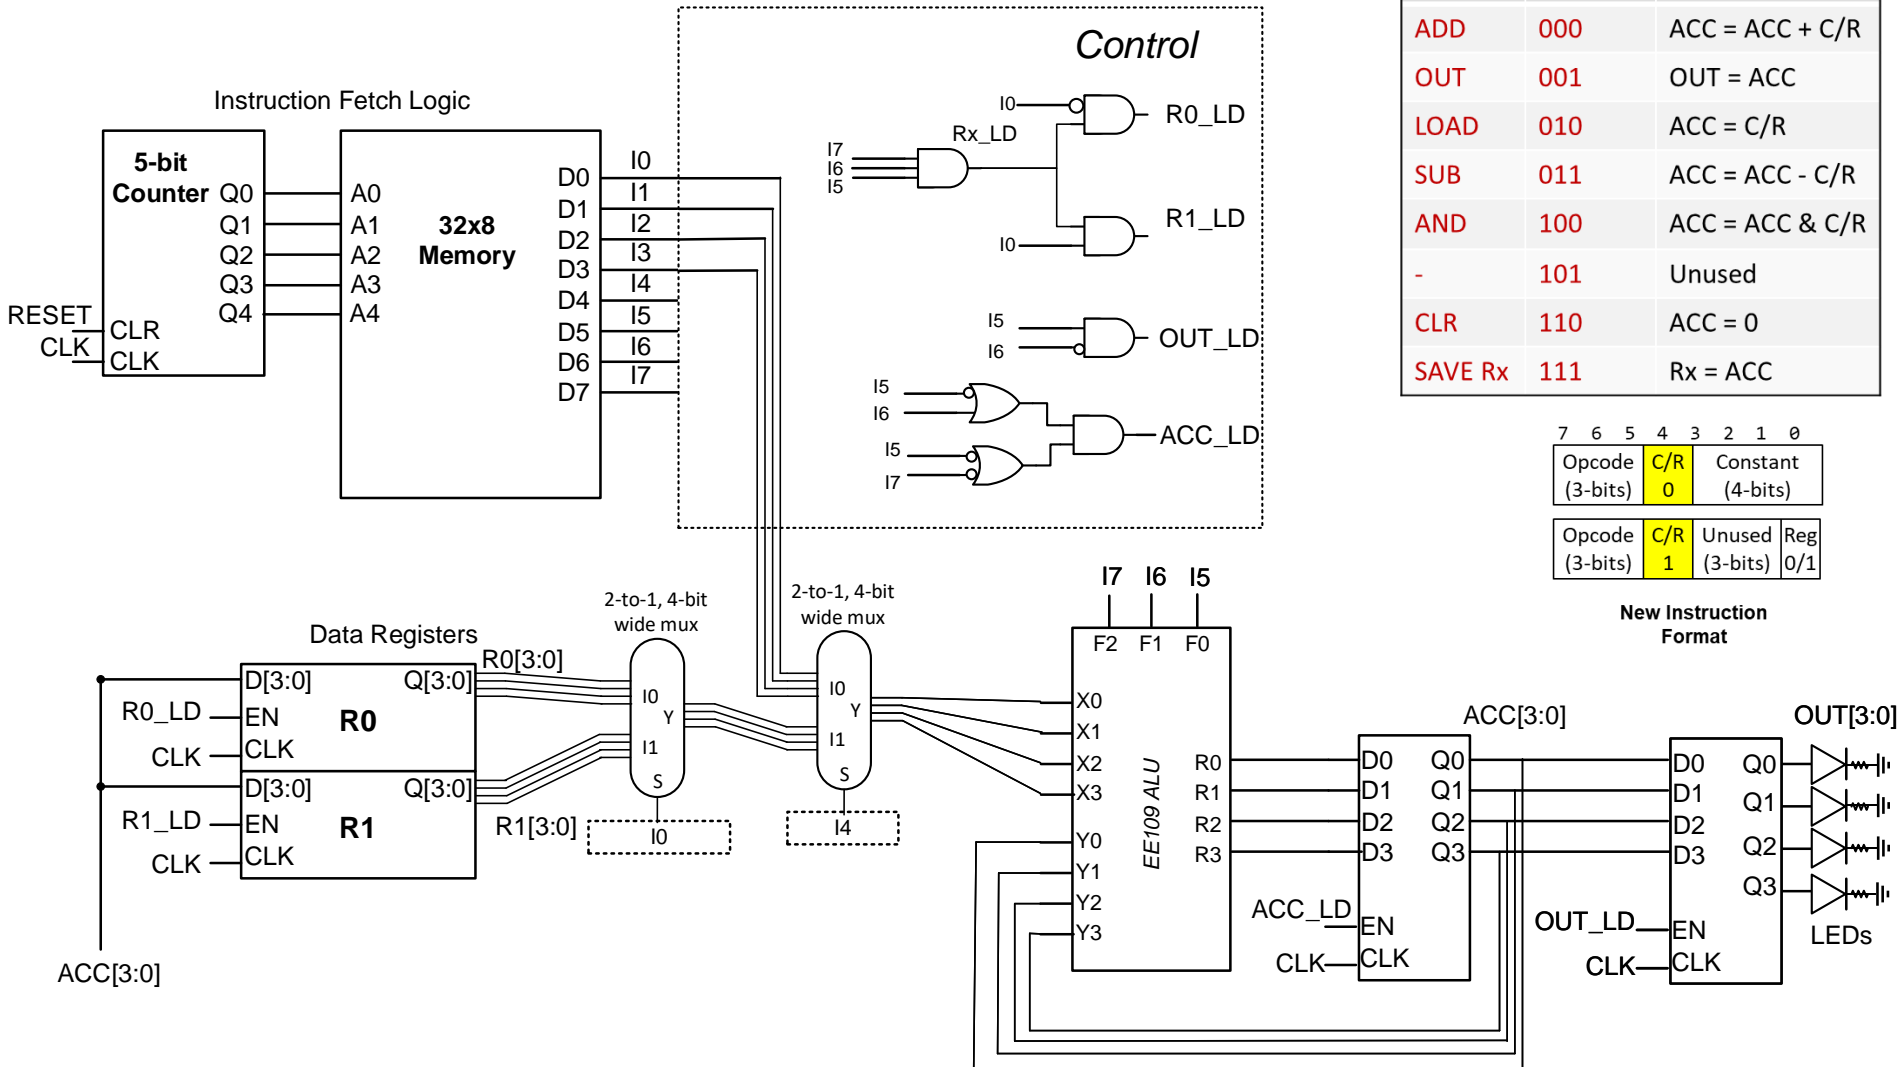 Control
Instruction Fetch Logic
5-bit
Counter
Q0
Q1
Q2
Q3
Q4
RESET
CLR
CLK
CLK
A0
A1
A2
A3
A4
32x8
Memory
D0
D1
D2
D3
D4
D5
D6
D7
I0
I1
I2
I3
I4
I5
I6
I7
I0
R0_LD
Rx_LD
I7
I6
I5
R1_LD
I0
I5
I6
OUT_LD
I5
I6
ACC_LD
I5
I7
ADD 000 ACC = ACC + C/R
OUT 001 OUT = ACC
LOAD 010 ACC = C/R
SUB 011 ACC = ACC - C/R
AND 100 ACC = ACC & C/R
- 101 Unused
CLR 110 ACC = 0
SAVE Rx 111 Rx = ACC
7 6 5 4 3 2 1 0
Opcode C/R Constant
(3-bits) 0 (4-bits)
Opcode C/R Unused Reg
(3-bits) 1 (3-bits) 0/1
New Instruction
Format
Data Registers
D[3:0] Q[3:0]
R0[3:0]
R0_LD EN
R0
CLK CLK
D[3:0] Q[3:0]
R1[3:0]
R1_LD EN
R1
CLK CLK
ACC[3:0]
2-to-1, 4-bit
wide mux
I0
Y
I1
S
I0
2-to-1, 4-bit
wide mux
I0
Y
I1
S
I4
I7 I6 I5
F2 F1 F0
X0
X1
X2
X3
Y0
Y1
Y2
Y3
EE109 ALU
R0
R1
R2
R3
ACC[3:0]
D0 Q0
D1 Q1
D2 Q2
D3 Q3
ACC_LD EN
CLK CLK
OUT[3:0]
D0 Q0
D1 Q1
D2 Q2
D3 Q3
OUT_LD EN
CLK CLK
LEDs